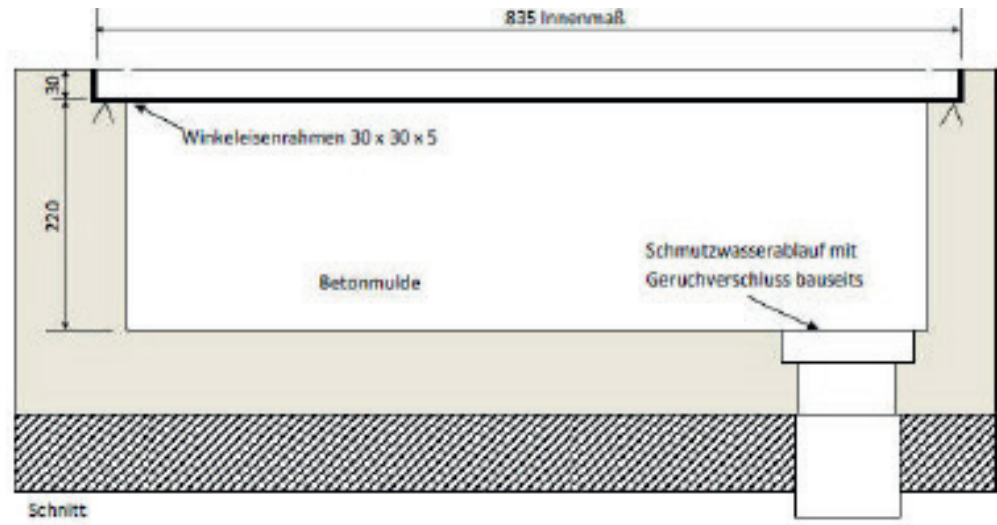 835 Innenmaß
30
Winkeleisenrahmen 30 x 30 x 5
220
Schmutzwasserablauf mit
Geruchverschluss bauseits
Betonmulde
Schnitt